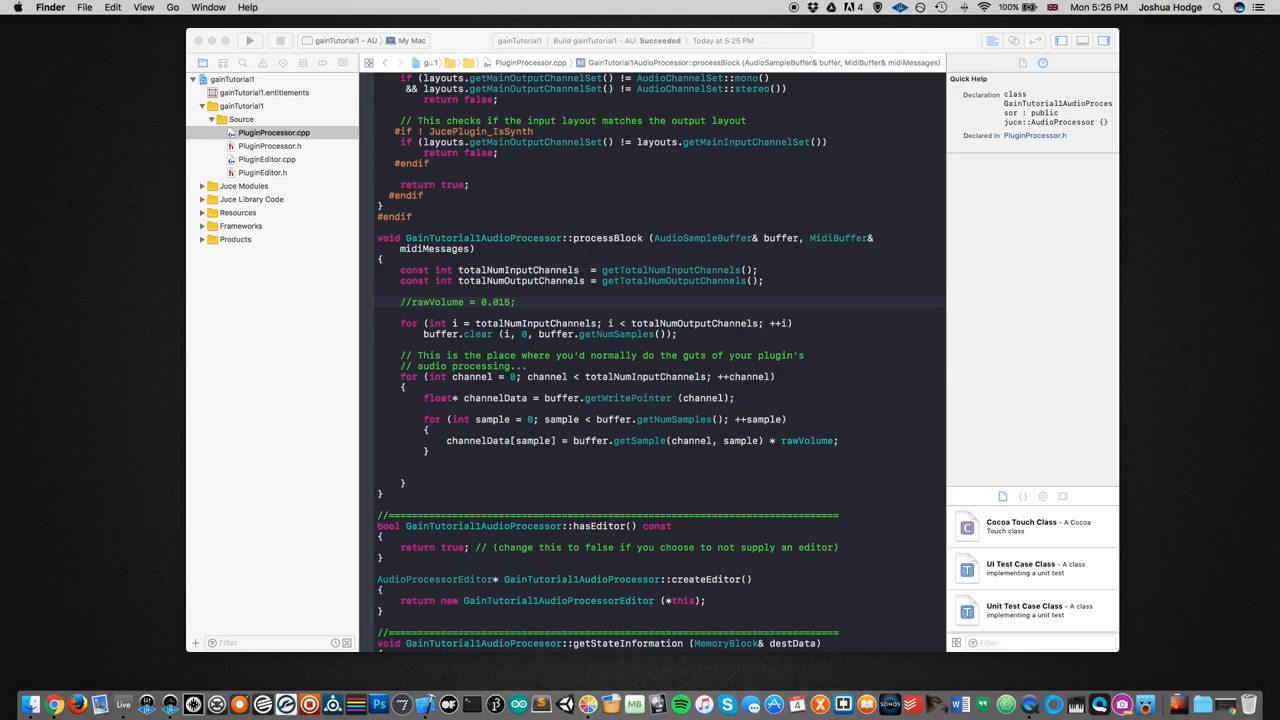 Finder File Edit View Go Window Help
4 100% Mon 5:26 PM Joshua Hodge
gainTutorial1 - AU My Mac
gainTutorial1 Build gainTutorial1 - AU: Succeeded Today at 5:25 PM
g...1 PluginProcessor.cpp GainTutorial1AudioProcessor::processBlock (AudioSampleBuffer& buffer, MidiBuffer& midiMessages)
gainTutorial1
gainTutorial1.entitlements
gainTutorial1
Source
PluginProcessor.cpp
PluginProcessor.h
PluginEditor.cpp
PluginEditor.h
Juce Modules
Juce Library Code
Resources
Frameworks
Products
Filter
if (layouts.getMainOutputChannelSet() != AudioChannelSet::mono()
&& layouts.getMainOutputChannelSet() != AudioChannelSet::stereo())
return false;
// This checks if the input layout matches the output layout
#if ! JucePlugin_IsSynth
if (layouts.getMainOutputChannelSet() != layouts.getMainInputChannelSet())
return false;
#endif
return true;
#endif
}
#endif
void GainTutorial1AudioProcessor::processBlock (AudioSampleBuffer& buffer, MidiBuffer&
midiMessages)
{
const int totalNumInputChannels = getTotalNumInputChannels();
const int totalNumOutputChannels = getTotalNumOutputChannels();
//rawVolume = 0.015;
for (int i = totalNumInputChannels; i < totalNumOutputChannels; ++i)
buffer.clear (i, 0, buffer.getNumSamples());
// This is the place where you'd normally do the guts of your plugin's
// audio processing...
for (int channel = 0; channel < totalNumInputChannels; ++channel)
{
float* channelData = buffer.getWritePointer (channel);
for (int sample = 0; sample < buffer.getNumSamples(); ++sample)
{
channelData[sample] = buffer.getSample(channel, sample) * rawVolume;
}
}
}
//==============================================================================
bool GainTutorial1AudioProcessor::hasEditor() const
{
return true; // (change this to false if you choose to not supply an editor)
}
AudioProcessorEditor* GainTutorial1AudioProcessor::createEditor()
{
return new GainTutorial1AudioProcessorEditor (*this);
}
//==============================================================================
void GainTutorial1AudioProcessor::getStateInformation (MemoryBlock& destData)
Quick Help
Declaration class
GainTutorial1AudioProces
sor : public
juce::AudioProcessor {}
Declared In PluginProcessor.h
{ }
C
Cocoa Touch Class - A Cocoa
Touch class
T
UI Test Case Class - A class
implementing a unit test
T
Unit Test Case Class - A class
implementing a unit test
Filter
Live Ps MB SONOS